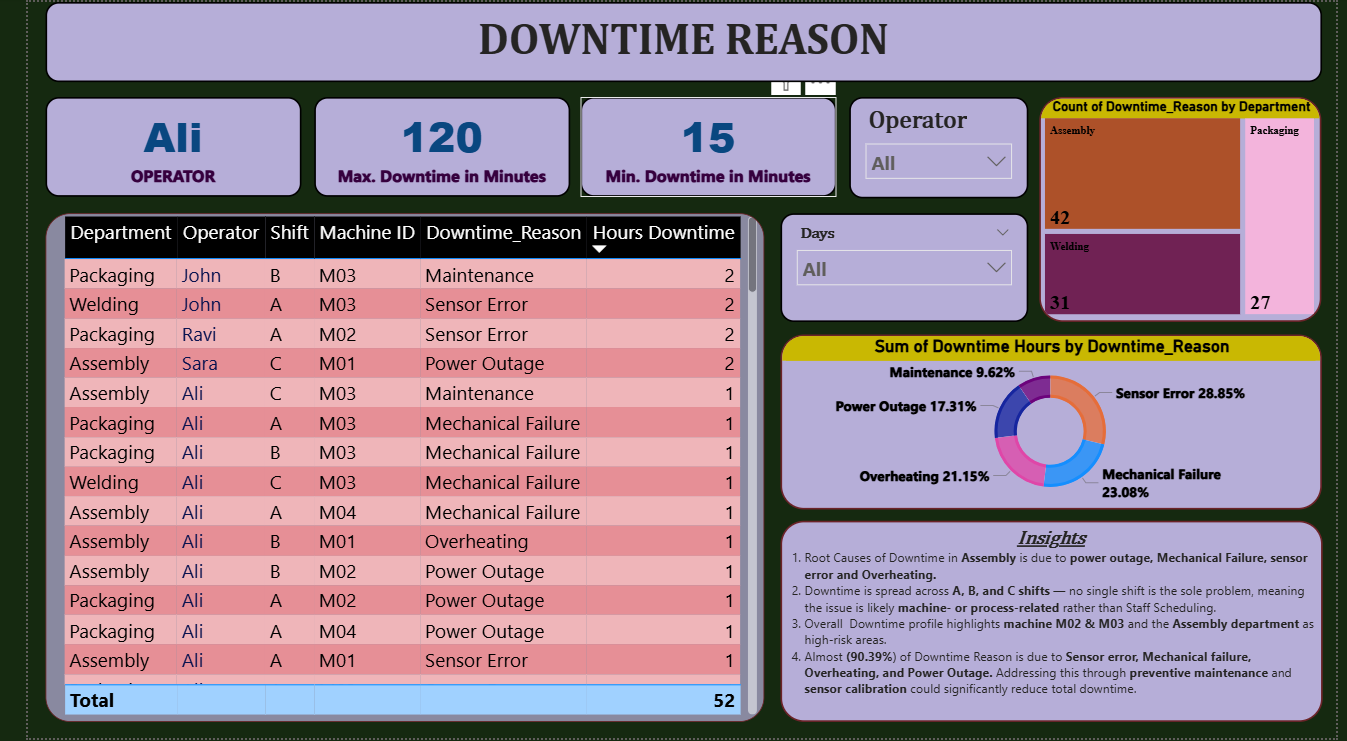 DOWNTIME REASON
Ali
OPERATOR
120
Max. Downtime in Minutes
15
Min. Downtime in Minutes
Operator
All
Count of Downtime_Reason by Department
Assembly
42
Welding
31
Packaging
27
Days
All
Department Operator Shift Machine ID Downtime_Reason Hours Downtime
Packaging John B M03 Maintenance 2
Welding John A M03 Sensor Error 2
Packaging Ravi A M02 Sensor Error 2
Assembly Sara C M01 Power Outage 2
Assembly Ali C M03 Maintenance 1
Packaging Ali A M03 Mechanical Failure 1
Packaging Ali B M03 Mechanical Failure 1
Welding Ali C M03 Mechanical Failure 1
Assembly Ali A M04 Mechanical Failure 1
Assembly Ali B M01 Overheating 1
Assembly Ali B M02 Power Outage 1
Packaging Ali A M02 Power Outage 1
Packaging Ali A M04 Power Outage 1
Assembly Ali A M01 Sensor Error 1
Total 52
Sum of Downtime Hours by Downtime_Reason
Maintenance 9.62%
Sensor Error 28.85%
Power Outage 17.31%
Overheating 21.15%
Mechanical Failure
23.08%
Insights
1. Root Causes of Downtime in Assembly is due to power outage, Mechanical Failure, sensor
error and Overheating.
2. Downtime is spread across A, B, and C shifts — no single shift is the sole problem, meaning
the issue is likely machine- or process-related rather than Staff Scheduling.
3. Overall Downtime profile highlights machine M02 & M03 and the Assembly department as
high-risk areas.
4. Almost (90.39%) of Downtime Reason is due to Sensor error, Mechanical failure,
Overheating, and Power Outage. Addressing this through preventive maintenance and
sensor calibration could significantly reduce total downtime.